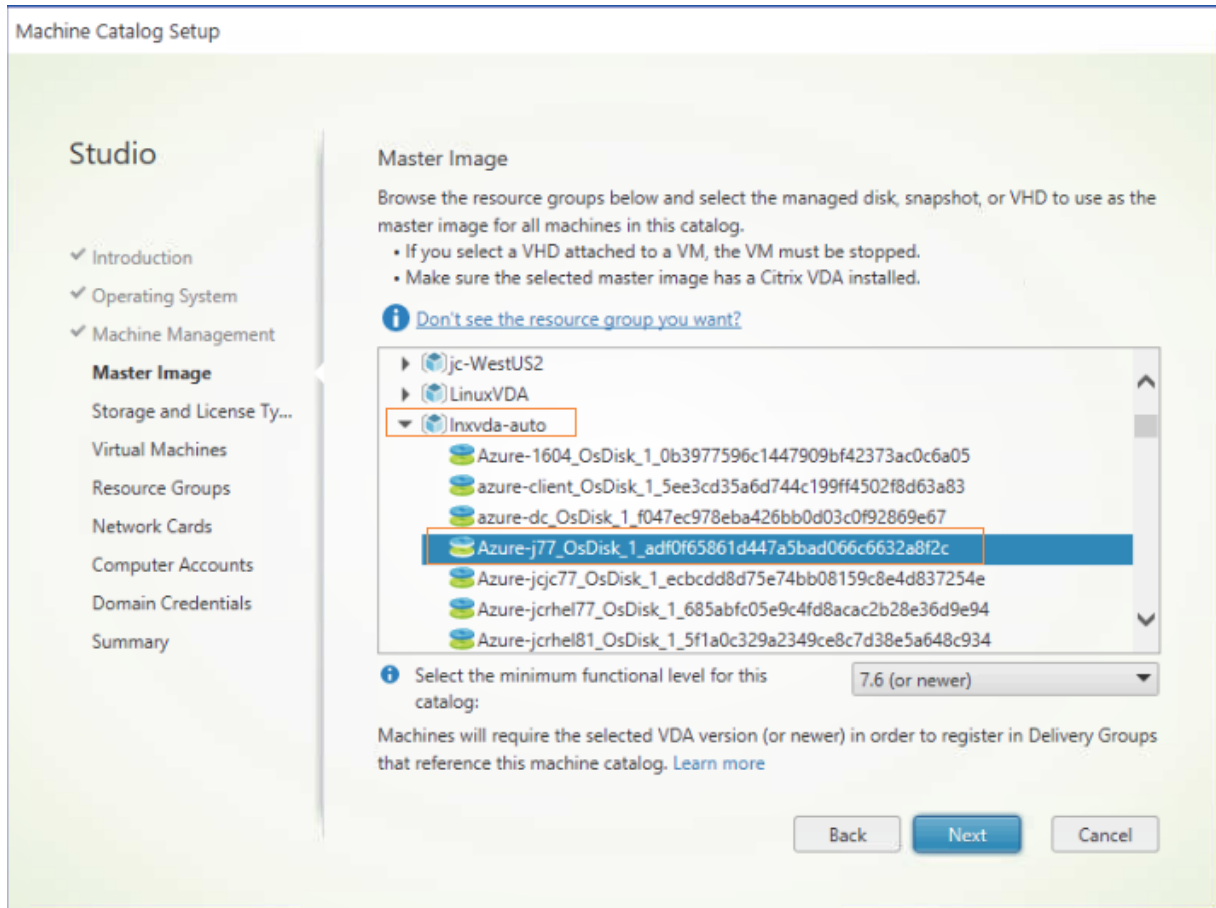 Machine Catalog Setup
Studio
Introduction
Operating System
Machine Management
Master Image
Storage and License Ty...
Virtual Machines
Resource Groups
Network Cards
Computer Accounts
Domain Credentials
Summary
Master Image
Browse the resource groups below and select the managed disk, snapshot, or VHD to use as the
master image for all machines in this catalog.
• If you select a VHD attached to a VM, the VM must be stopped.
• Make sure the selected master image has a Citrix VDA installed.
Don't see the resource group you want?
jc-WestUS2
LinuxVDA
lnxvda-auto
Azure-1604_OsDisk_1_0b3977596c1447909bf42373ac0c6a05
azure-client_OsDisk_1_5ee3cd35a6d744c199ff4502f8d63a83
azure-dc_OsDisk_1_f047ec978eba426bb0d03c0f92869e67
Azure-j77_OsDisk_1_adf0f65861d447a5bad066c6632a8f2c
Azure-jcjc77_OsDisk_1_ecbcdd8d75e74bb08159c8e4d837254e
Azure-jcrhel77_OsDisk_1_685abfc05e9c4fd8acac2b28e36d9e94
Azure-jcrhel81_OsDisk_1_5f1a0c329a2349ce8c7d38e5a648c934
Select the minimum functional level for this
catalog:
7.6 (or newer)
Machines will require the selected VDA version (or newer) in order to register in Delivery Groups
that reference this machine catalog. Learn more
Back
Next
Cancel